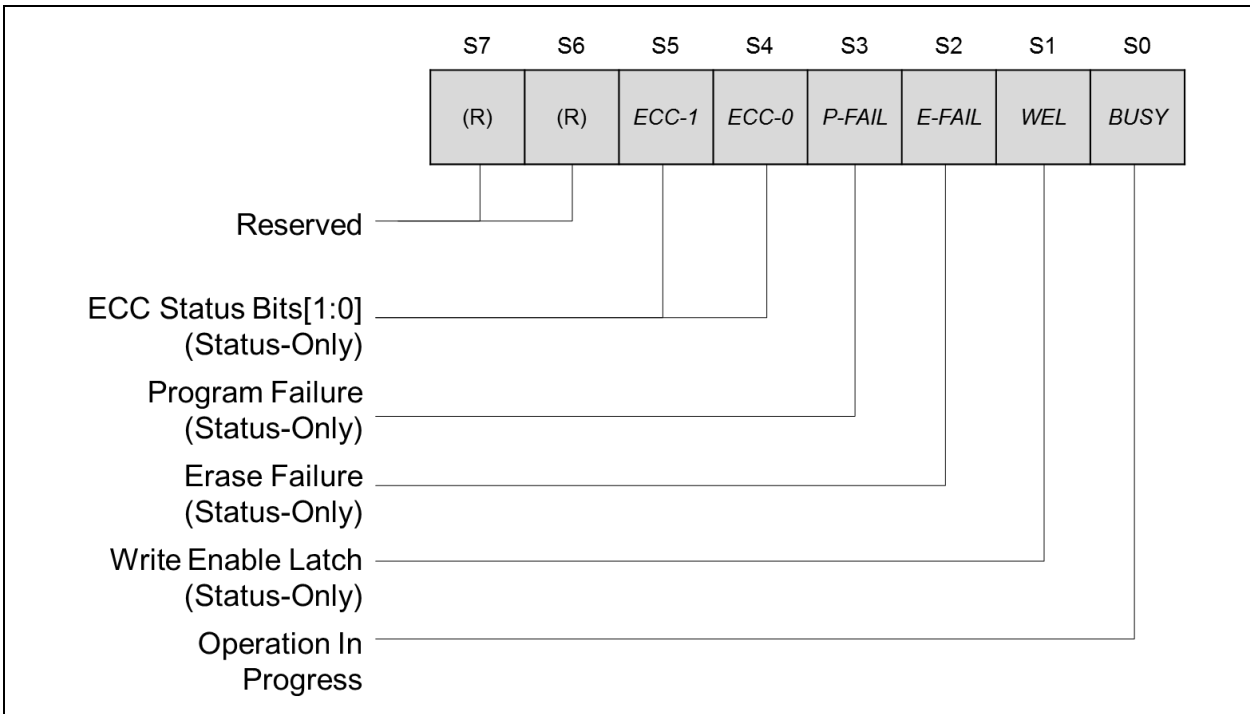 S7 S6 S5 S4 S3 S2 S1 S0
(R) (R) ECC-1 ECC-0 P-FAIL E-FAIL WEL BUSY
Reserved
ECC Status Bits[1:0]
(Status-Only)
Program Failure
(Status-Only)
Erase Failure
(Status-Only)
Write Enable Latch
(Status-Only)
Operation In
Progress